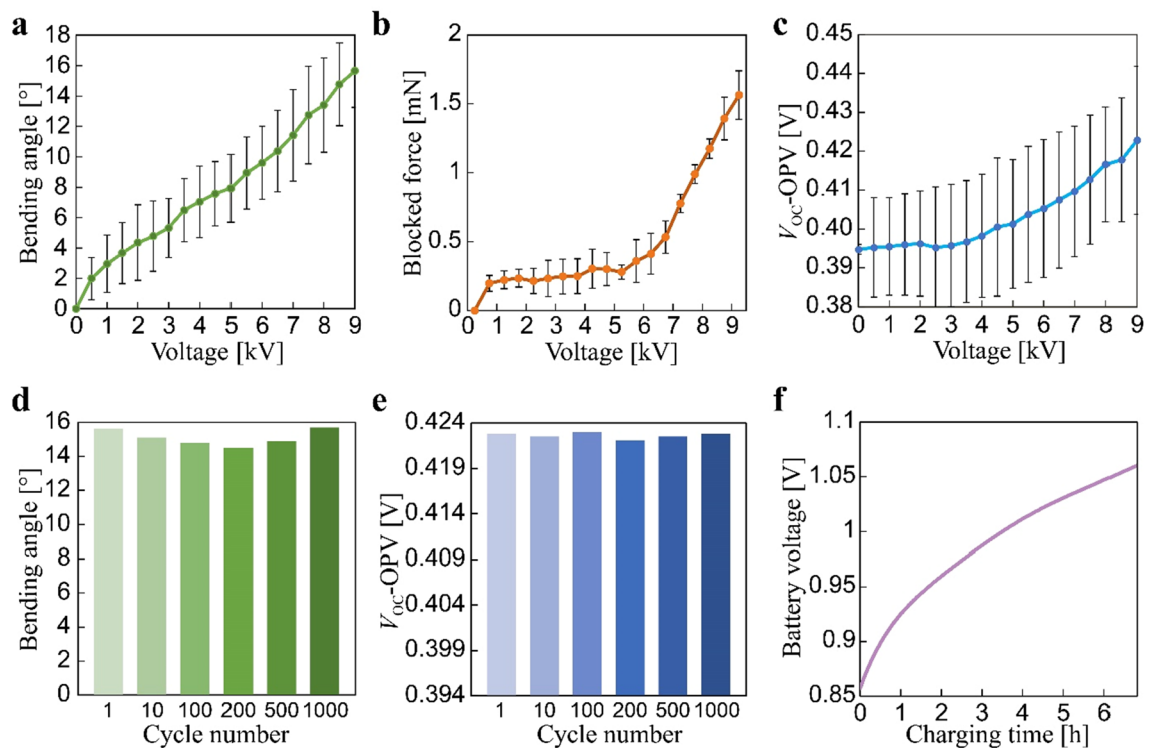 a
18
16
14
12
10
8
6
4
2
0
Bending angle [°]
0 1 2 3 4 5 6 7 8 9
Voltage [kV]
b
2
1.5
1
0.5
0
Blocked force [mN]
0 1 2 3 4 5 6 7 8 9
Voltage [kV]
c
0.45
0.44
0.43
0.42
0.41
0.40
0.39
0.38
VOC-OPV [V]
0 1 2 3 4 5 6 7 8 9
Voltage [kV]
d
16
14
12
10
8
6
4
2
0
Bending angle [°]
1 10 100 200 500 1000
Cycle number
e
0.424
0.419
0.414
0.409
0.404
0.399
0.394
VOC-OPV [V]
1 10 100 200 500 1000
Cycle number
f
1.1
1.05
1
0.95
0.9
0.85
Battery voltage [V]
0 1 2 3 4 5 6
Charging time [h]